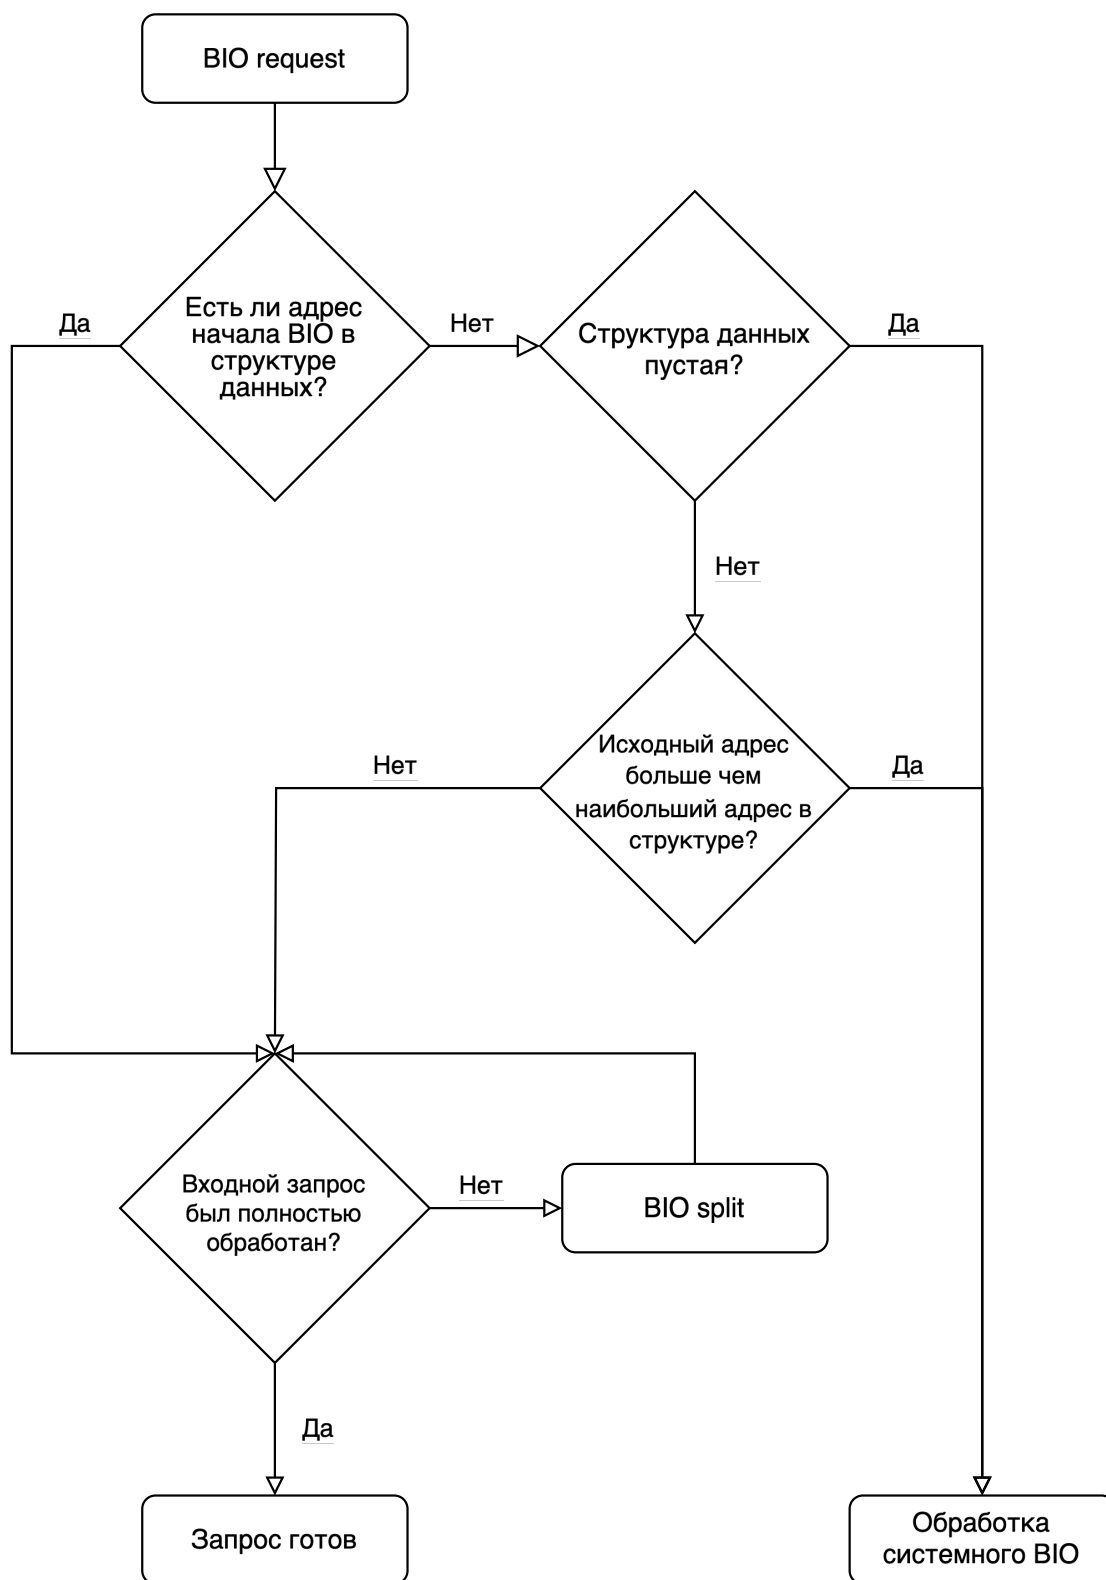 BIO request
Есть ли адрес
начала BIO в
структуре
данных?
Да
Нет
Структура данных
пустая?
Да
Нет
Исходный адрес
больше чем
наибольший адрес в
структуре?
Нет
Да
Входной запрос
был полностью
обработан?
Нет
BIO split
Да
Запрос готов
Обработка
системного BIO